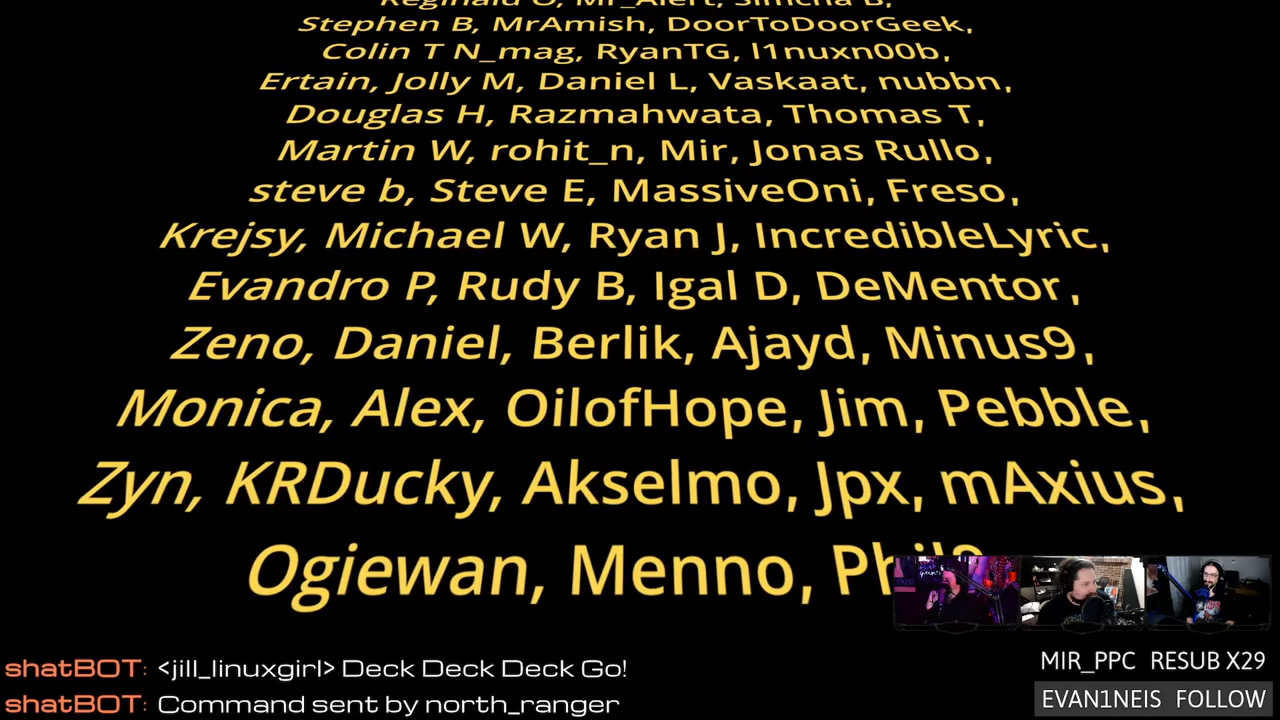 Reginald O, Mr_Alert, Simcha B,
Stephen B, MrAmish, DoorToDoorGeek,
Colin T N_mag, RyanTG, l1nuxn00b,
Ertain, Jolly M, Daniel L, Vaskaat, nubbn,
Douglas H, Razmahwata, Thomas T,
Martin W, rohit_n, Mir, Jonas Rullo,
steve b, Steve E, MassiveOni, Freso,
Krejsy, Michael W, Ryan J, IncredibleLyric,
Evandro P, Rudy B, Igal D, DeMentor,
Zeno, Daniel, Berlik, Ajayd, Minus9,
Monica, Alex, OilofHope, Jim, Pebble,
Zyn, KRDucky, Akselmo, Jpx, mAxius,
Ogiewan, Menno,
shatBOT: <jill_linuxgirl> Deck Deck Deck Go!
shatBOT: Command sent by north_ranger
MIR_PPC RESUB X29
EVAN1NEIS FOLLOW